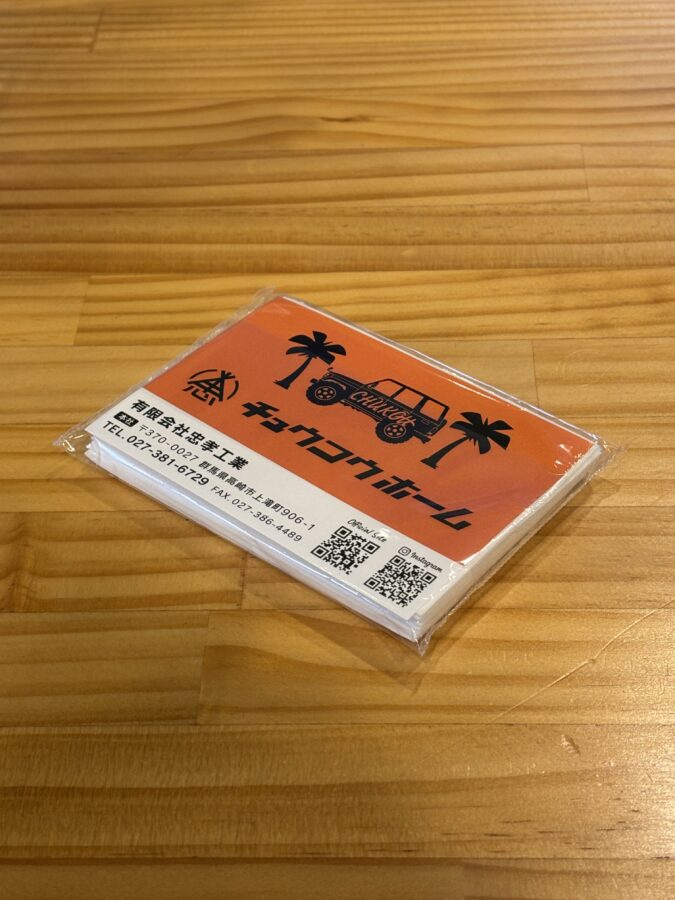 CHUKOH
チュウコウホーム
有限会社忠孝工業
本社 〒370-0027 群馬県高崎市上滝町906-1
TEL.027-381-6729 FAX.027-386-4489
Official Site
Instagram